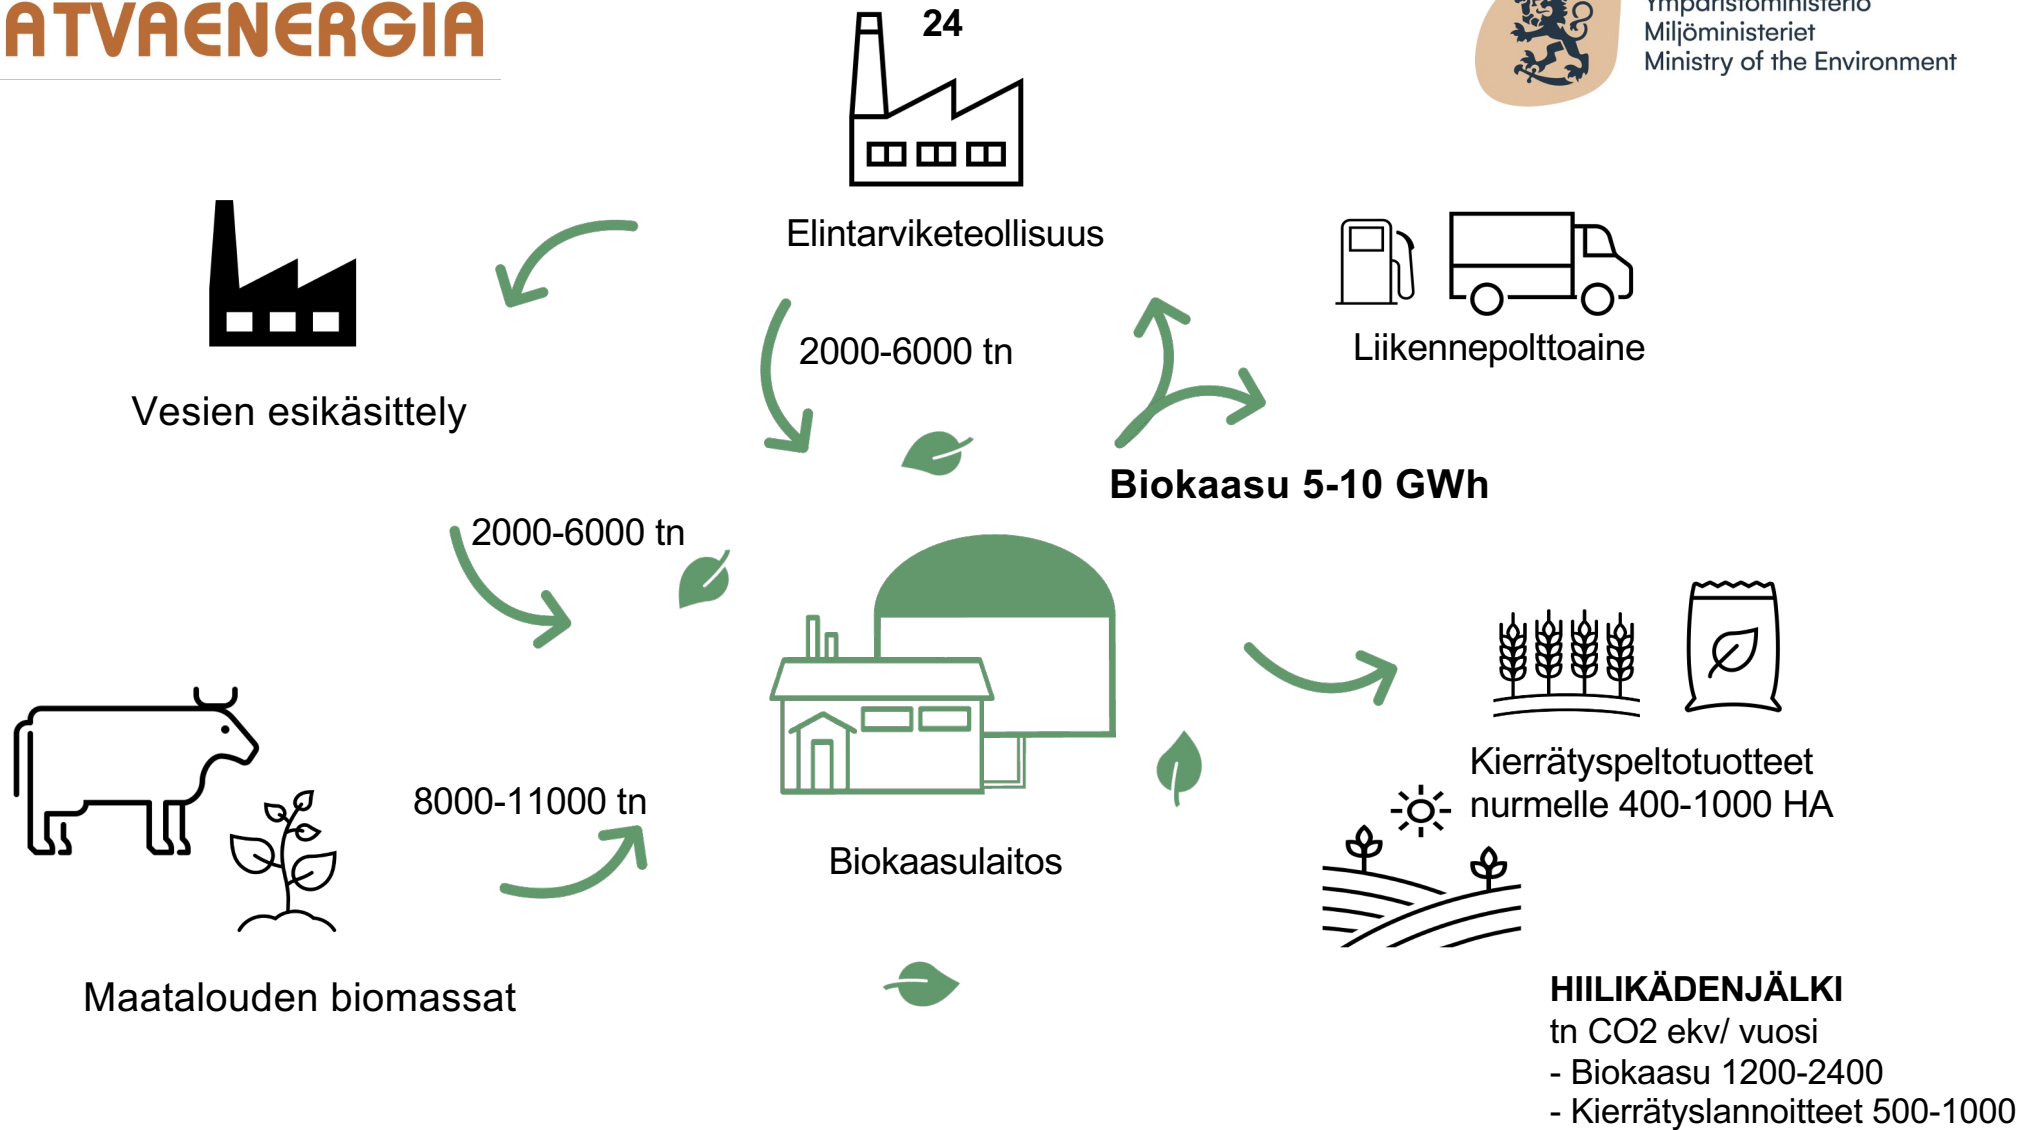 ATVAENERGIA
24
Ympäristöministeriö
Miljöministeriet
Ministry of the Environment
Elintarviketeollisuus
Liikennepolttoaine
2000-6000 tn
Vesien esikäsittely
Biokaasu 5-10 GWh
2000-6000 tn
Kierrätyspeltotuotteet
nurmelle 400-1000 HA
8000-11000 tn
Biokaasulaitos
Maatalouden biomassat
HIILIKÄDENJÄLKI
tn CO2 ekv/ vuosi
- Biokaasu 1200-2400
- Kierrätyslannoitteet 500-1000